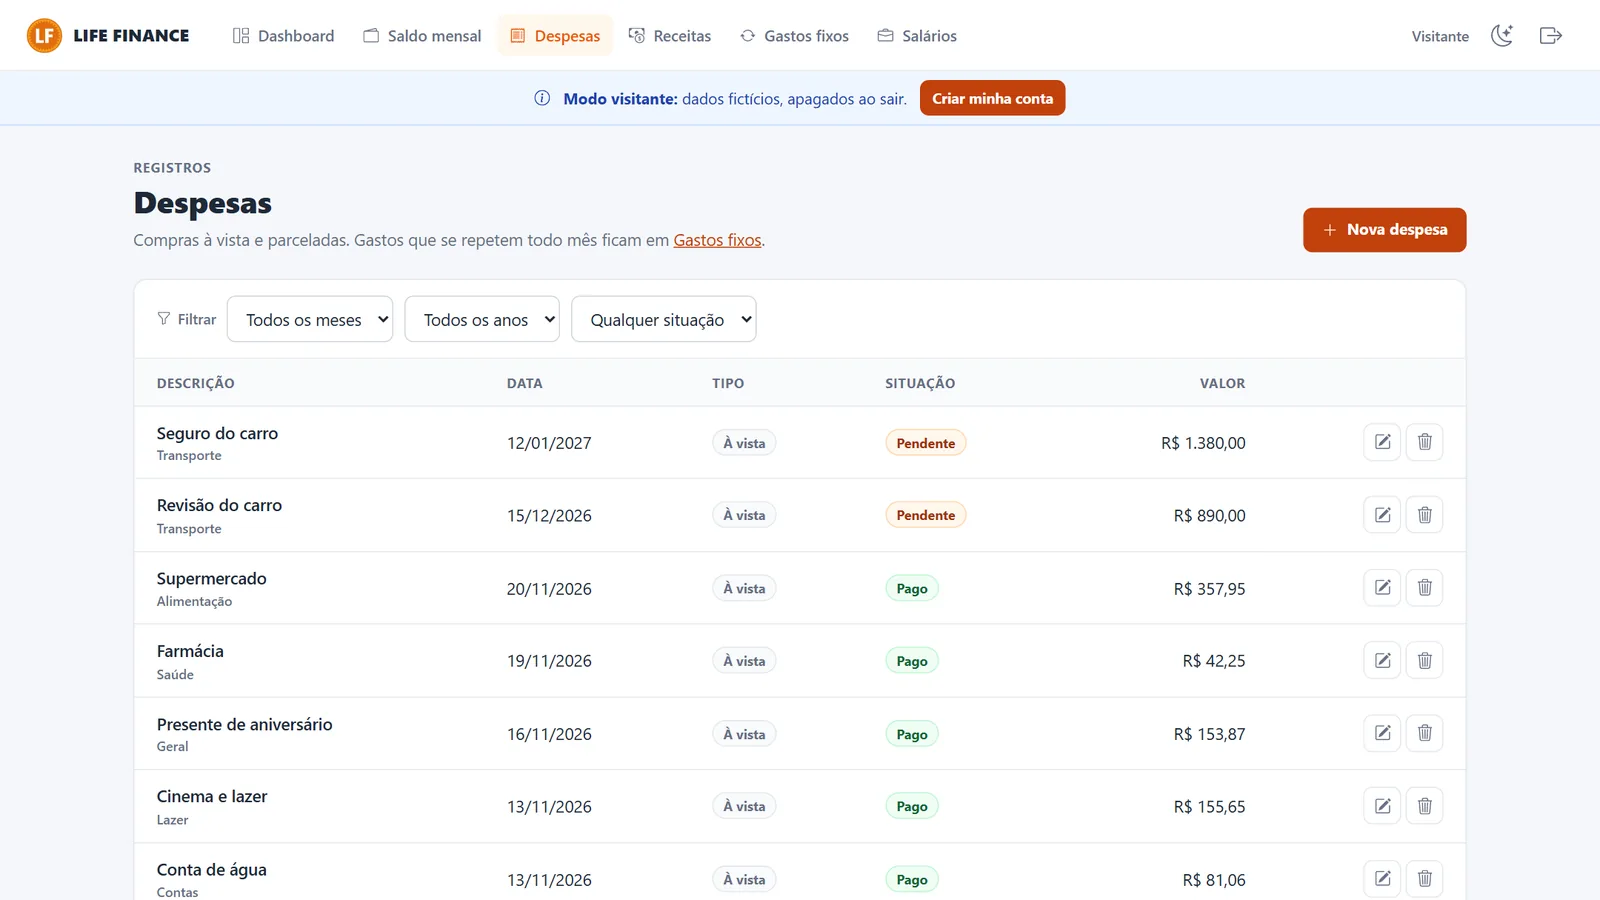 LF LIFE FINANCE Dashboard Saldo mensal Despesas Receitas Gastos fixos Salários Visitante
Modo visitante: dados fictícios, apagados ao sair. Criar minha conta
REGISTROS
Despesas
Compras à vista e parceladas. Gastos que se repetem todo mês ficam em Gastos fixos.
Nova despesa
Filtrar Todos os meses Todos os anos Qualquer situação
DESCRIÇÃO DATA TIPO SITUAÇÃO VALOR
Seguro do carro
Transporte
12/01/2027 À vista Pendente R$ 1.380,00
Revisão do carro
Transporte
15/12/2026 À vista Pendente R$ 890,00
Supermercado
Alimentação
20/11/2026 À vista Pago R$ 357,95
Farmácia
Saúde
19/11/2026 À vista Pago R$ 42,25
Presente de aniversário
Geral
16/11/2026 À vista Pago R$ 153,87
Cinema e lazer
Lazer
13/11/2026 À vista Pago R$ 155,65
Conta de água
Contas
13/11/2026 À vista Pago R$ 81,06